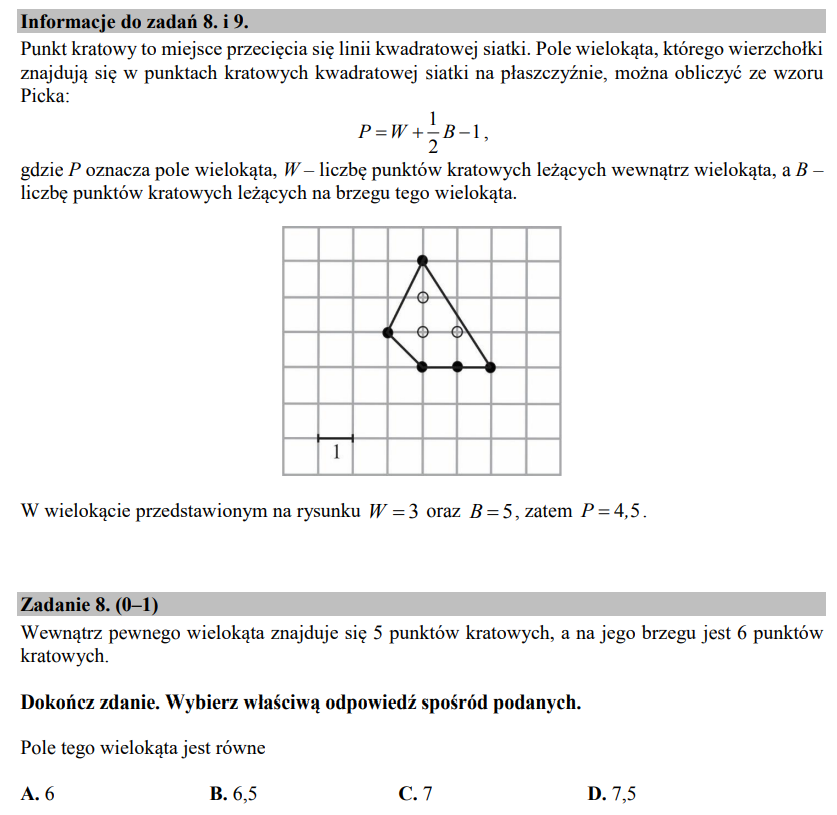 Informacje do zadań 8. i 9.
Punkt kratowy to miejsce przecięcia się linii kwadratowej siatki. Pole wielokąta, którego wierzchołki
znajdują się w punktach kratowych kwadratowej siatki na płaszczyźnie, można obliczyć ze wzoru
Picka:
P = W + 1/2 B − 1,
gdzie P oznacza pole wielokąta, W – liczbę punktów kratowych leżących wewnątrz wielokąta, a B –
liczbę punktów kratowych leżących na brzegu tego wielokąta.
1
W wielokącie przedstawionym na rysunku W = 3 oraz B = 5, zatem P = 4,5.
Zadanie 8. (0–1)
Wewnątrz pewnego wielokąta znajduje się 5 punktów kratowych, a na jego brzegu jest 6 punktów
kratowych.
Dokończ zdanie. Wybierz właściwą odpowiedź spośród podanych.
Pole tego wielokąta jest równe
A. 6 B. 6,5 C. 7 D. 7,5